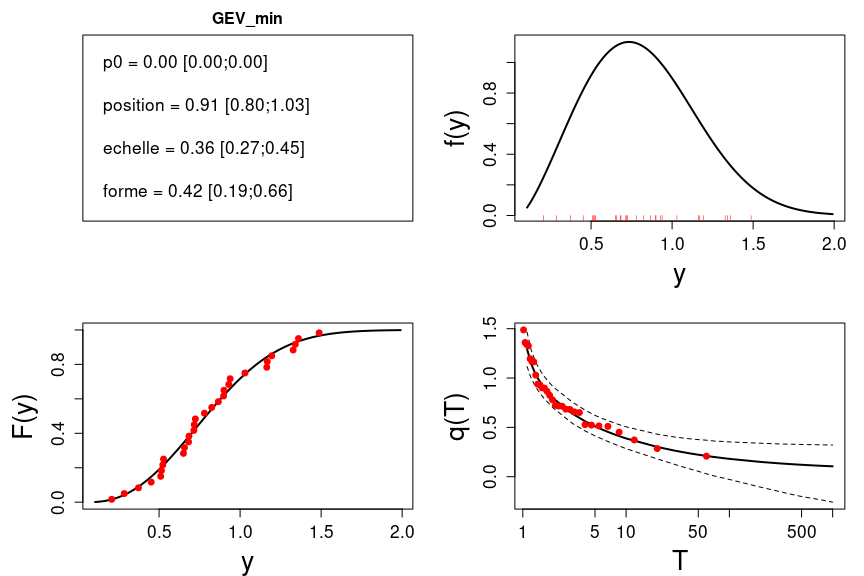 GEV_min
p0 = 0.00 [0.00;0.00]
position = 0.91 [0.80;1.03]
echelle = 0.36 [0.27;0.45]
forme = 0.42 [0.19;0.66]
f(y)
0.0 0.4 0.8
0.5 1.0 1.5 2.0
y
F(y)
0.0 0.4 0.8
0.5 1.0 1.5 2.0
y
q(T)
0.0 0.5 1.0 1.5
1 5 10 50 500
T